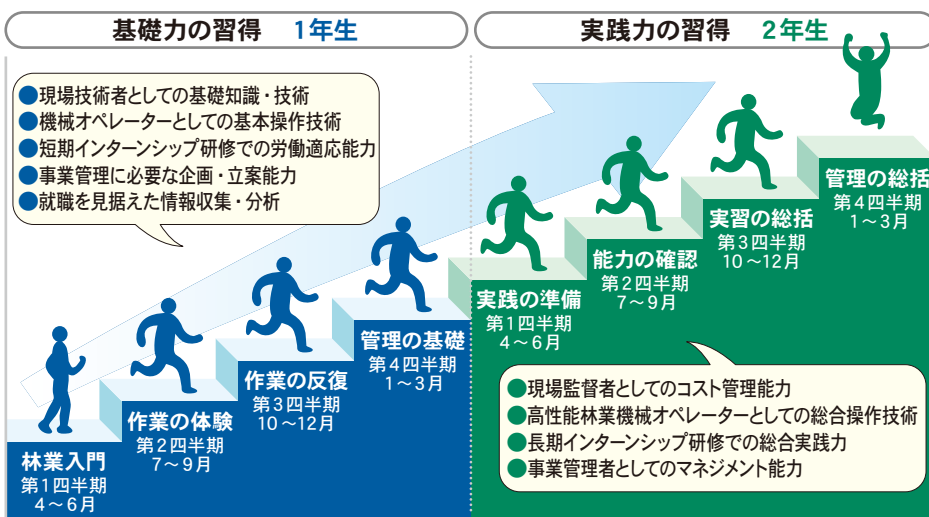 基礎力の習得 1年生
実践力の習得 2年生
●現場技術者としての基礎知識・技術
●機械オペレーターとしての基本操作技術
●短期インターンシップ研修での労働適応能力
●事業管理に必要な企画・立案能力
●就職を見据えた情報収集・分析
林業入門
第1四半期
4～6月
作業の体験
第2四半期
7～9月
作業の反復
第3四半期
10～12月
管理の基礎
第4四半期
1～3月
実践の準備
第1四半期
4～6月
能力の確認
第2四半期
7～9月
実習の総括
第3四半期
10～12月
管理の総括
第4四半期
1～3月
●現場監督者としてのコスト管理能力
●高性能林業機械オペレーターとしての総合操作技術
●長期インターンシップ研修での総合実践力
●事業管理者としてのマネジメント能力